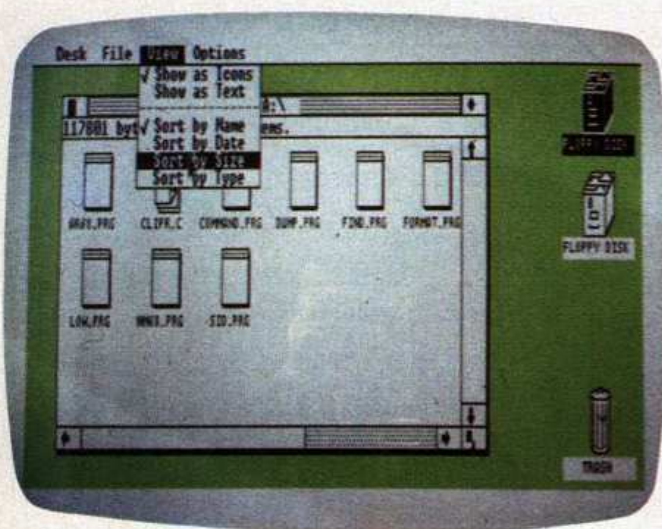 Desk File View Options
✓ Show as Icons
Show as Text
A:\
117801 byt ems.
✓ Sort by Name
Sort by Date
Sort by Size
Sort by Type
CLIPR.C COMMAND.PRG DUMP.PRG FIND.PRG FORMAT.PRG
LOW.PRG SID.PRG
FLOPPY DISK
FLOPPY DISK
TRASH